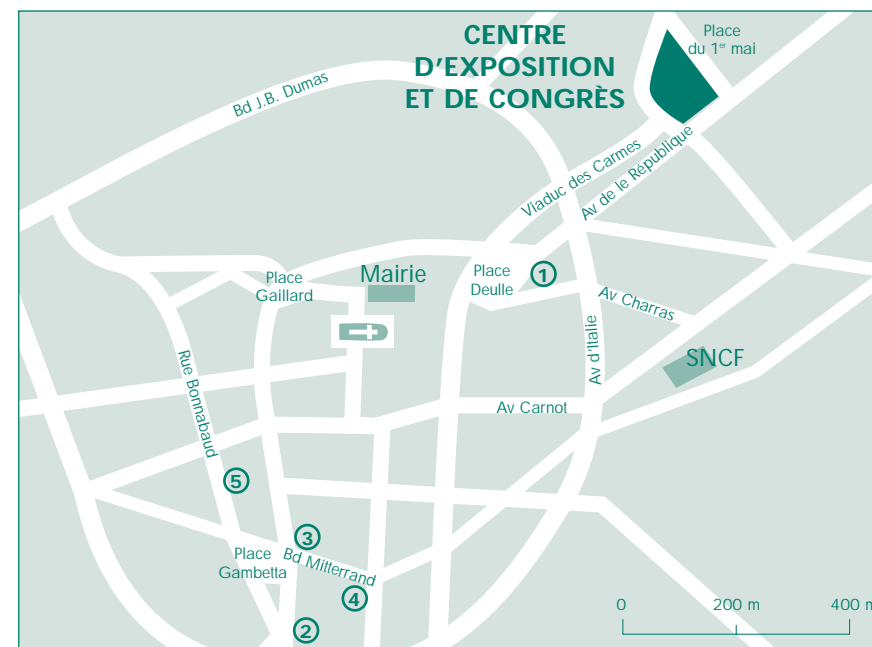 CENTRE
D'EXPOSITION
ET DE CONGRÈS
Place
du 1er mai
Bd J.B. Dumas
Viaduc des Carmes
Av de le République
Place
Gaillard
Mairie
Place
Deulle
1
Av Charras
Av d'Italie
SNCF
Rue Bonnabaud
Av Carnot
5
3
Place
Gambetta
Bd Mitterrand
4
2
0 200 m 400 m